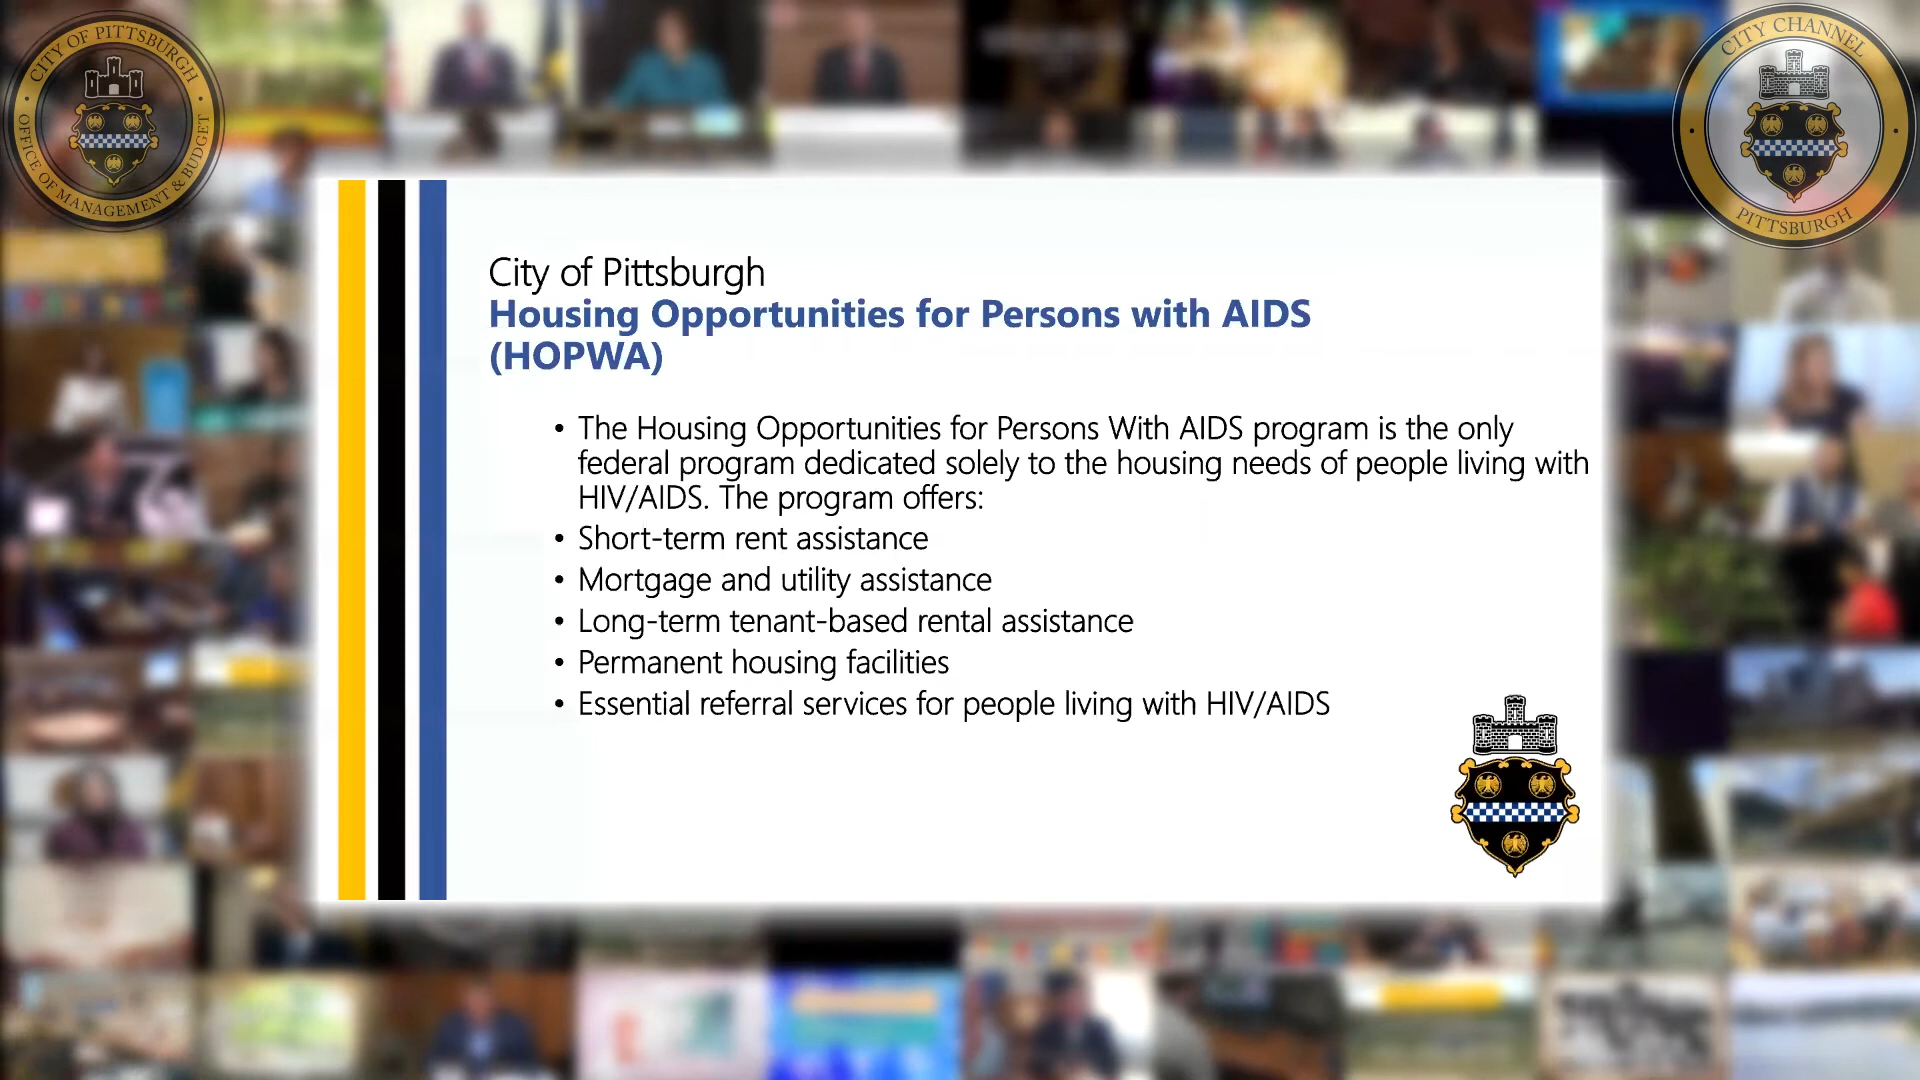 CITY OF PITTSBURGH
OFFICE OF MANAGEMENT & BUDGET
CITY CHANNEL
PITTSBURGH
City of Pittsburgh
Housing Opportunities for Persons with AIDS
(HOPWA)
• The Housing Opportunities for Persons With AIDS program is the only
federal program dedicated solely to the housing needs of people living with
HIV/AIDS. The program offers:
• Short-term rent assistance
• Mortgage and utility assistance
• Long-term tenant-based rental assistance
• Permanent housing facilities
• Essential referral services for people living with HIV/AIDS